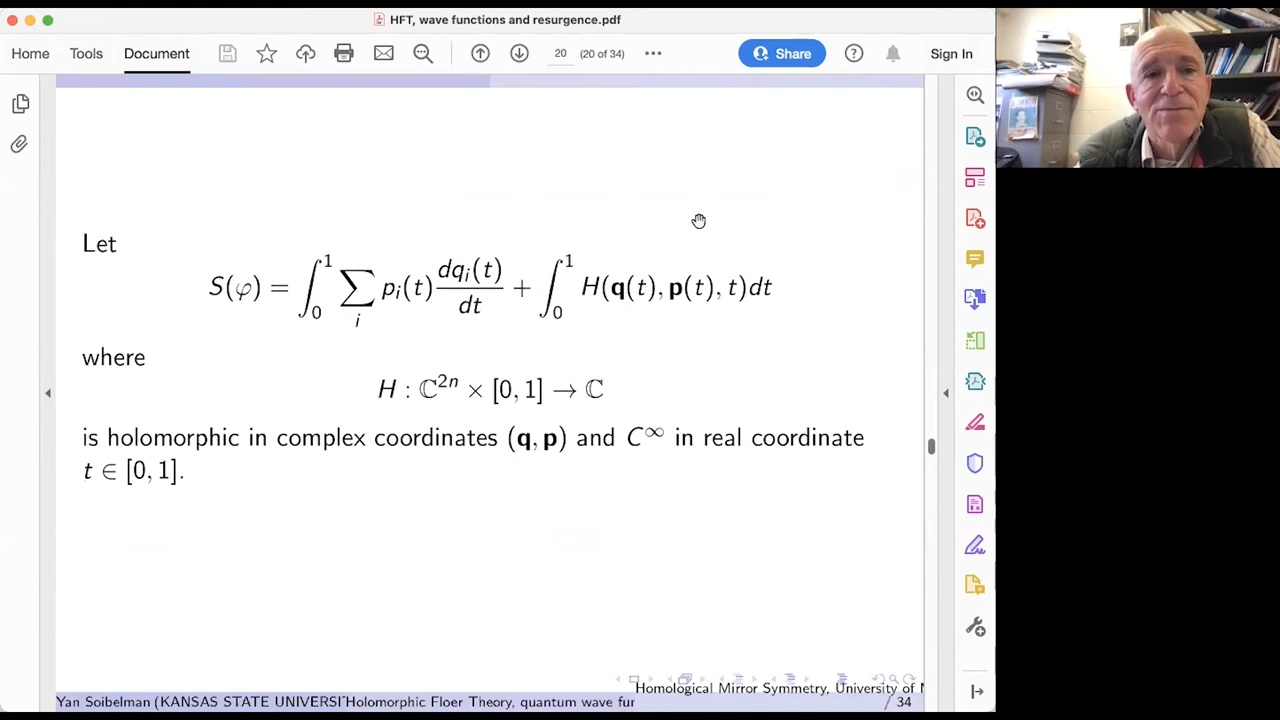 HFT, wave functions and resurgence.pdf
Home Tools Document 20 (20 of 34) Share Sign In
Let
S(φ) = ∫₀¹ ∑ᵢ pᵢ(t) dqᵢ(t)/dt + ∫₀¹ H(q(t), p(t), t)dt
where
H : ℂ²ⁿ × [0, 1] → ℂ
is holomorphic in complex coordinates (q, p) and C^∞ in real coordinate
t ∈ [0, 1].
Homological Mirror Symmetry, University of
Yan Soibelman (KANSAS STATE UNIVERSI Holomorphic Floer Theory, quantum wave fur / 34